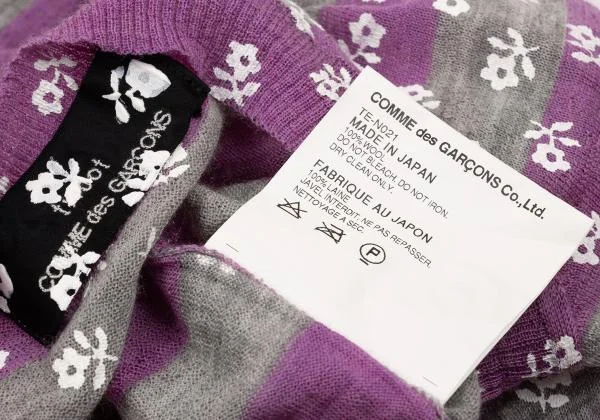 COMME des GARÇONS
COMME des GARÇONS Co.,Ltd.
TE-N021
MADE IN JAPAN
100% WOOL
DO NOT BLEACH, DO NOT IRON.
DRY CLEAN ONLY.
FABRIQUE AU JAPON
100% LAINE
JAVEL INTERDIT. NE PAS REPASSER.
NETTOYAGE A SEC.
P